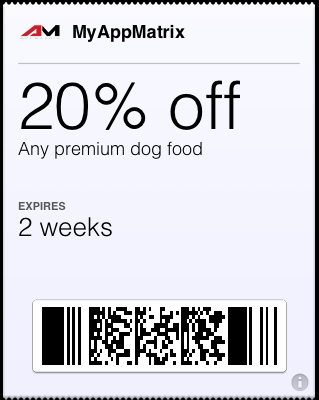 AM MyAppMatrix
20% off
Any premium dog food
EXPIRES
2 weeks
i